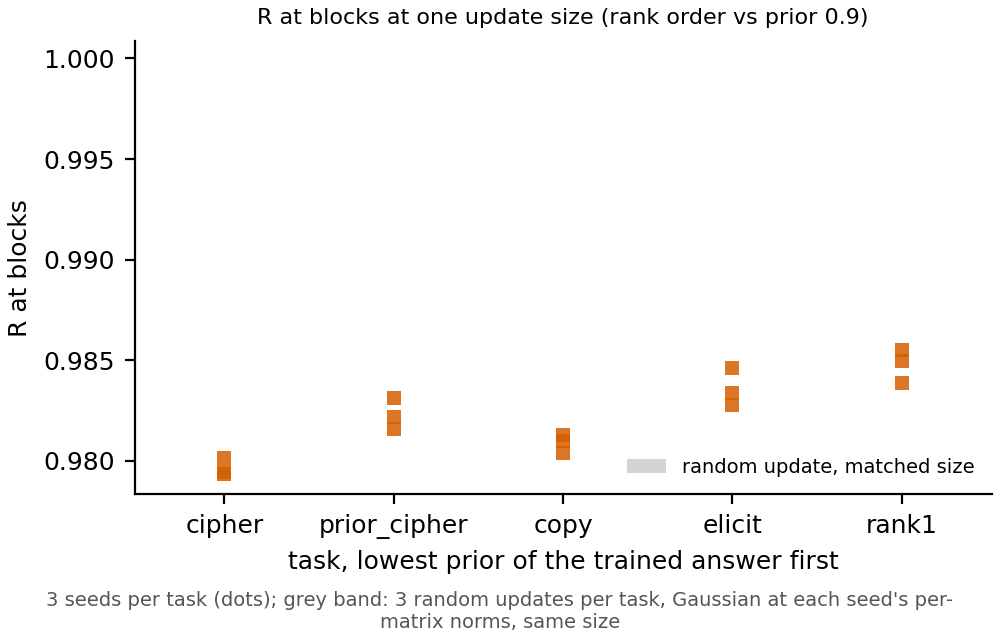 R at blocks at one update size (rank order vs prior 0.9)
R at blocks
1.000
0.995
0.990
0.985
0.980
random update, matched size
cipher prior_cipher copy elicit rank1
task, lowest prior of the trained answer first
3 seeds per task (dots); grey band: 3 random updates per task, Gaussian at each seed's per-
matrix norms, same size